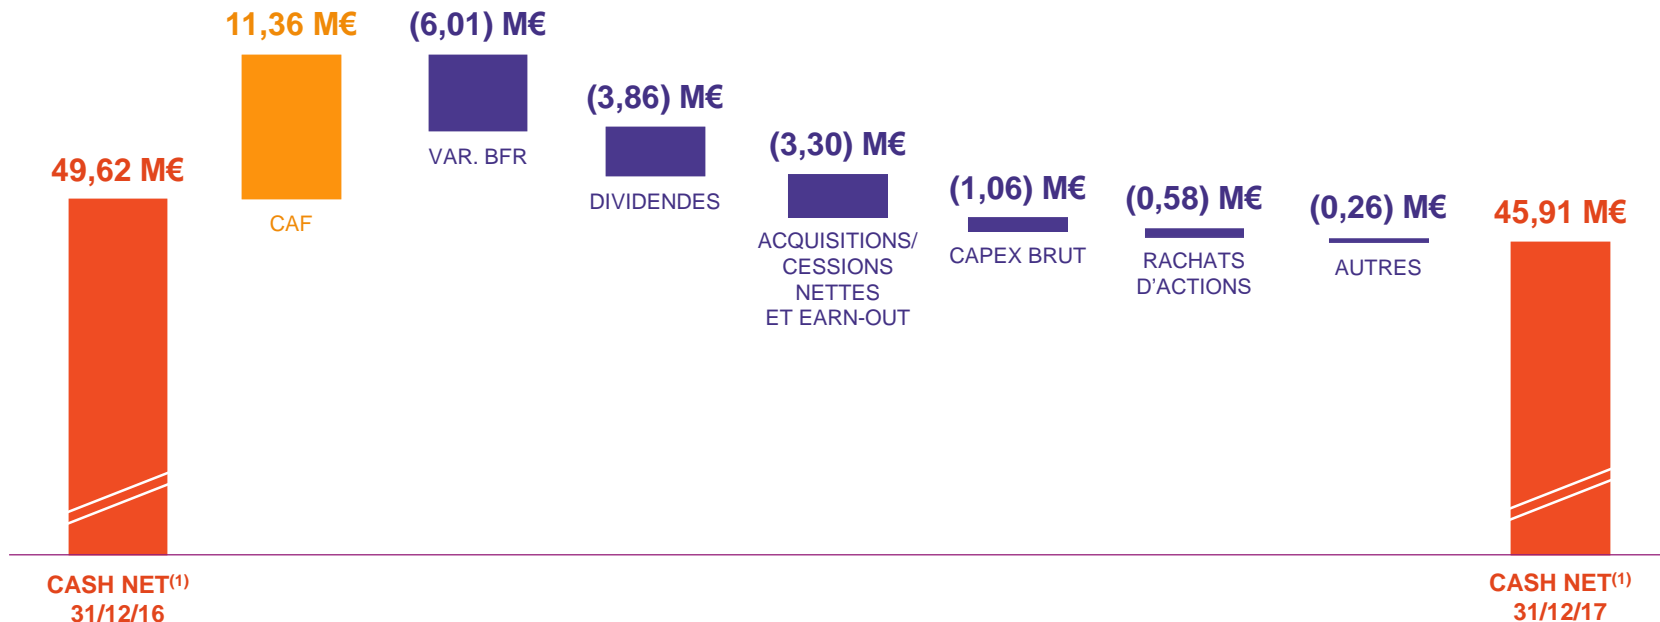 49,62 M€
CASH NET(1)
31/12/16
11,36 M€
CAF
(6,01) M€
VAR. BFR
(3,86) M€
DIVIDENDES
(3,30) M€
ACQUISITIONS/
CESSIONS
NETTES
ET EARN-OUT
(1,06) M€
CAPEX BRUT
(0,58) M€
RACHATS
D’ACTIONS
(0,26) M€
AUTRES
45,91 M€
CASH NET(1)
31/12/17